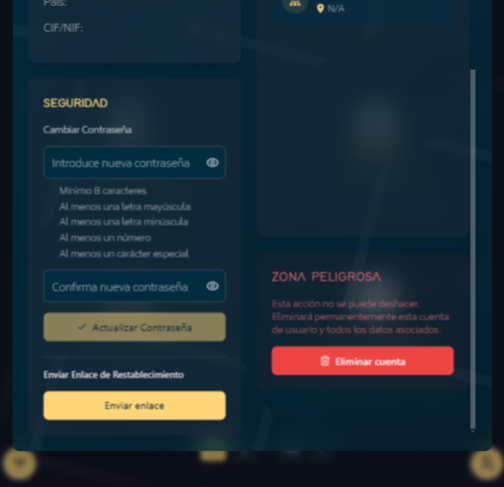 País:
CIF/NIF:
N/A
SEGURIDAD
Cambiar Contraseña
Introduce nueva contraseña
Mínimo 8 caracteres
Al menos una letra mayúscula
Al menos una letra minúscula
Al menos un número
Al menos un carácter especial
Confirma nueva contraseña
Actualizar Contraseña
Enviar Enlace de Restablecimiento
Enviar enlace
ZONA PELIGROSA
Esta acción no se puede deshacer.
Eliminará permanentemente esta cuenta
de usuario y todos los datos asociados.
Eliminar cuenta